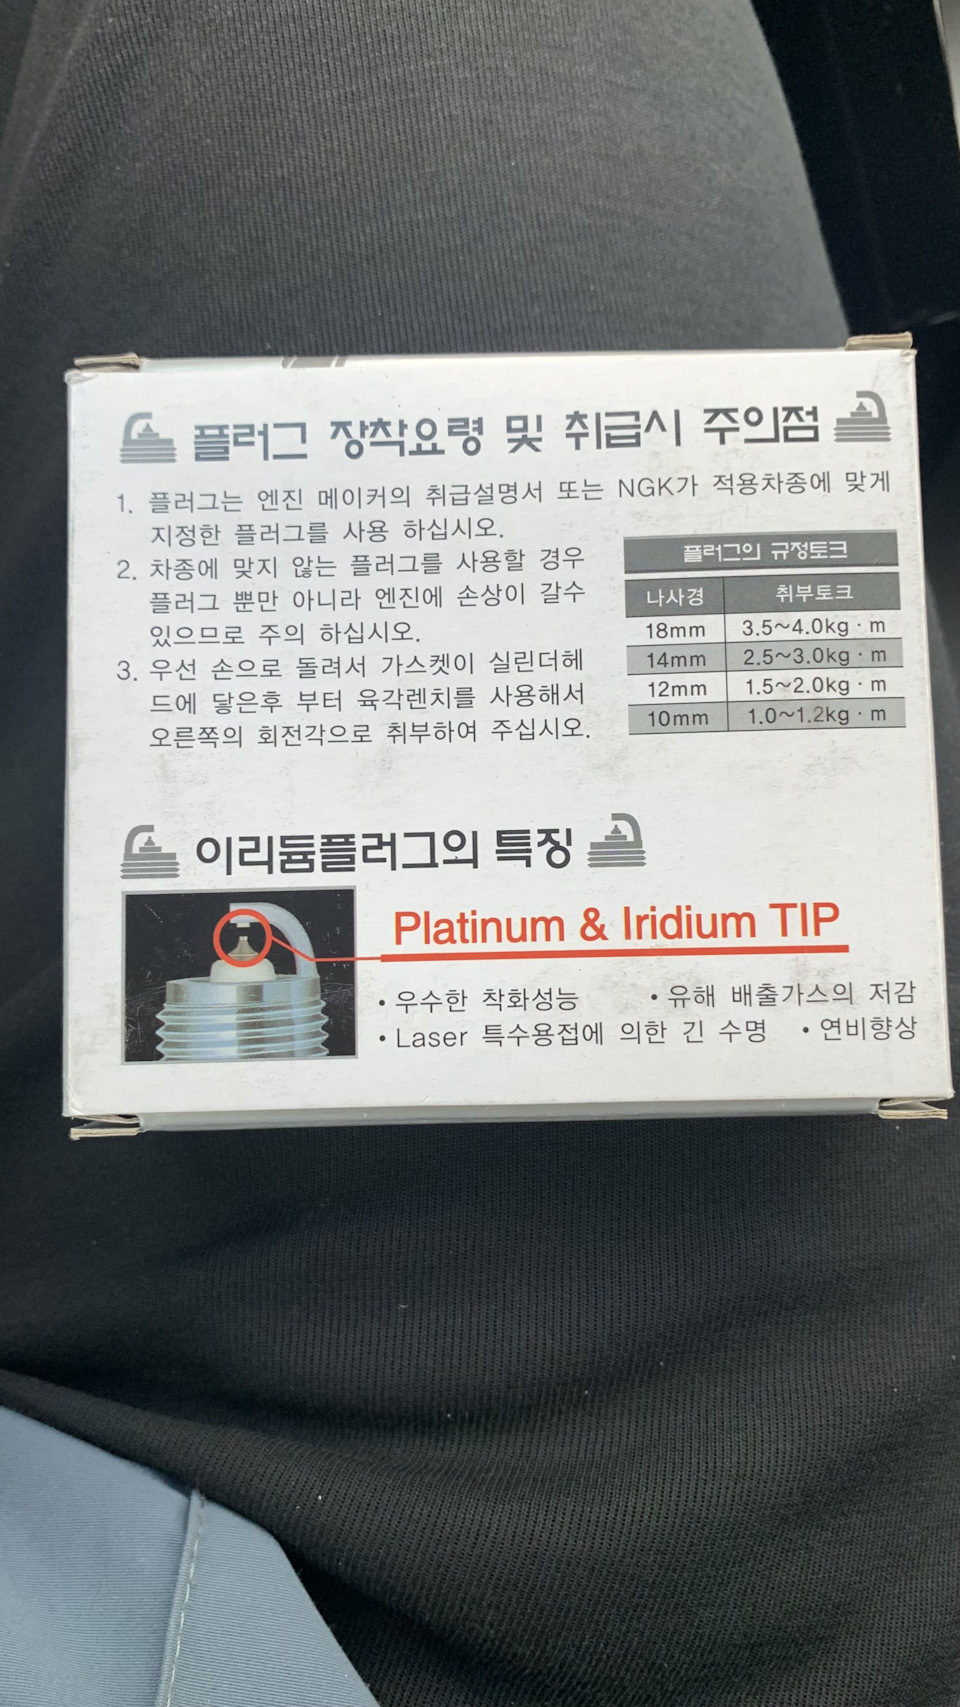 플러그 장착요령 및 취급시 주의점
1. 플러그는 엔진 메이커의 취급설명서 또는 NGK가 적용차종에 맞게
지정한 플러그를 사용 하십시오.
2. 차종에 맞지 않는 플러그를 사용할 경우
플러그 뿐만 아니라 엔진에 손상이 갈수
있으므로 주의 하십시오.
3. 우선 손으로 돌려서 가스켓이 실린더헤
드에 닿은후 부터 육각렌치를 사용해서
오른쪽의 회전각으로 취부하여 주십시오.
플러그의 규정토크
나사경 취부토크
18mm 3.5~4.0kg · m
14mm 2.5~3.0kg · m
12mm 1.5~2.0kg · m
10mm 1.0~1.2kg · m
이리듐플러그의 특징
Platinum & Iridium TIP
• 우수한 착화성능 • 유해 배출가스의 저감
• Laser 특수용접에 의한 긴 수명 • 연비향상